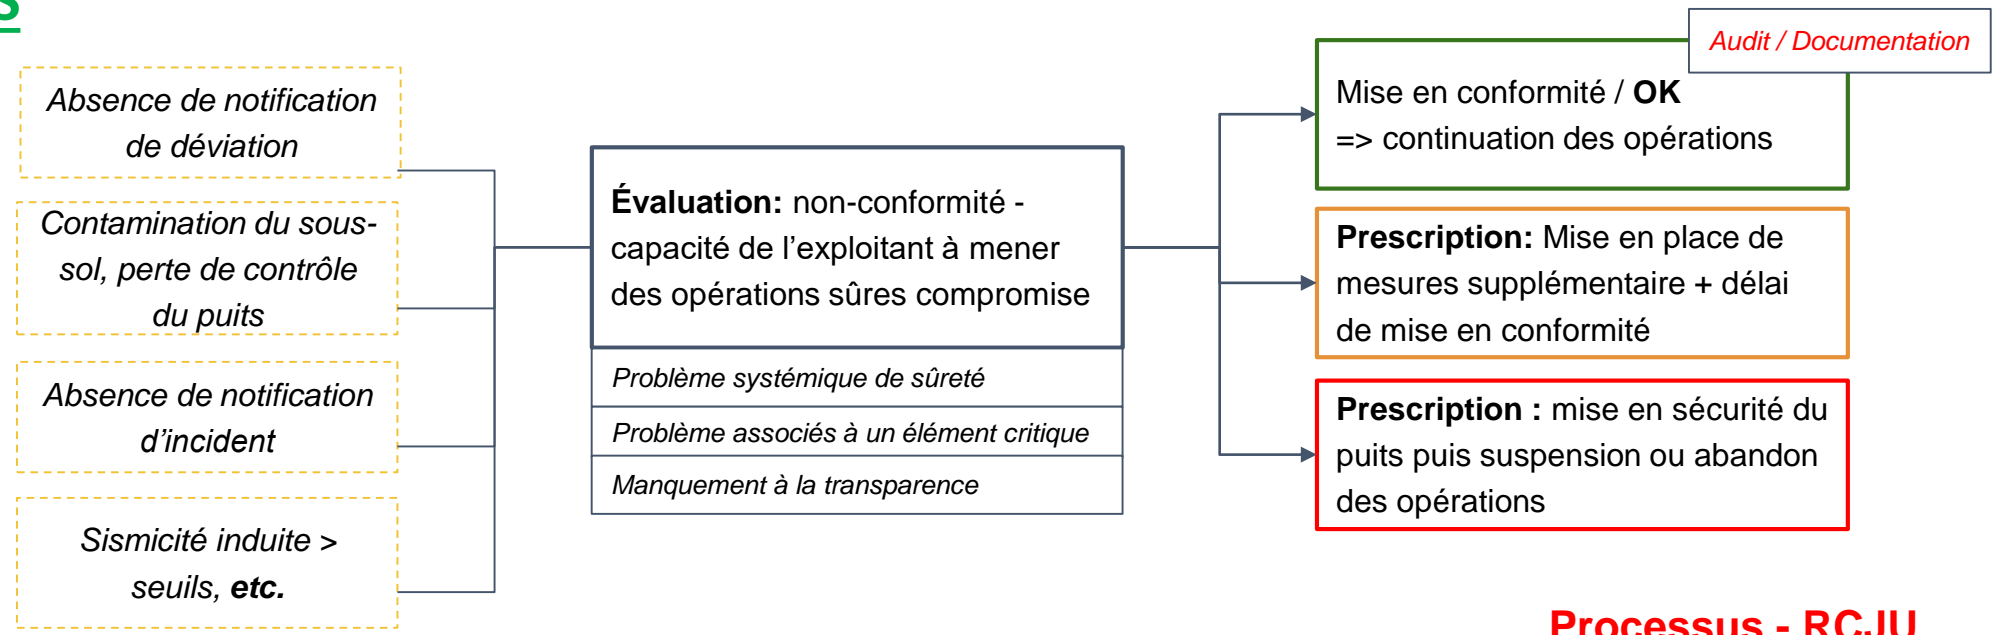 S
Absence de notification
de déviation
Contamination du sous-
sol, perte de contrôle
du puits
Absence de notification
d’incident
Sismicité induite >
seuils, etc.
Évaluation: non-conformité -
capacité de l’exploitant à mener
des opérations sûres compromise
Problème systémique de sûreté
Problème associés à un élément critique
Manquement à la transparence
Audit / Documentation
Mise en conformité / OK
=> continuation des opérations
Prescription: Mise en place de
mesures supplémentaire + délai
de mise en conformité
Prescription : mise en sécurité du
puits puis suspension ou abandon
des opérations
Processus - RCJU